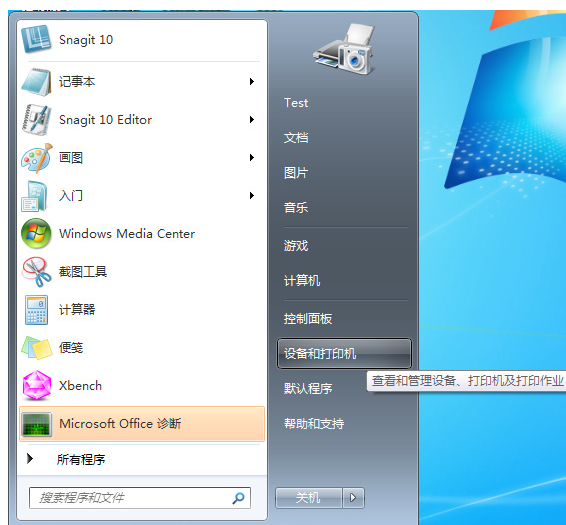 Snagit 10
记事本
Snagit 10 Editor
画图
入门
Windows Media Center
截图工具
计算器
便笺
Xbench
Microsoft Office 诊断
所有程序
搜索程序和文件
Test
文档
图片
音乐
游戏
计算机
控制面板
设备和打印机
查看和管理设备、打印机及打印作业
默认程序
帮助和支持
关机